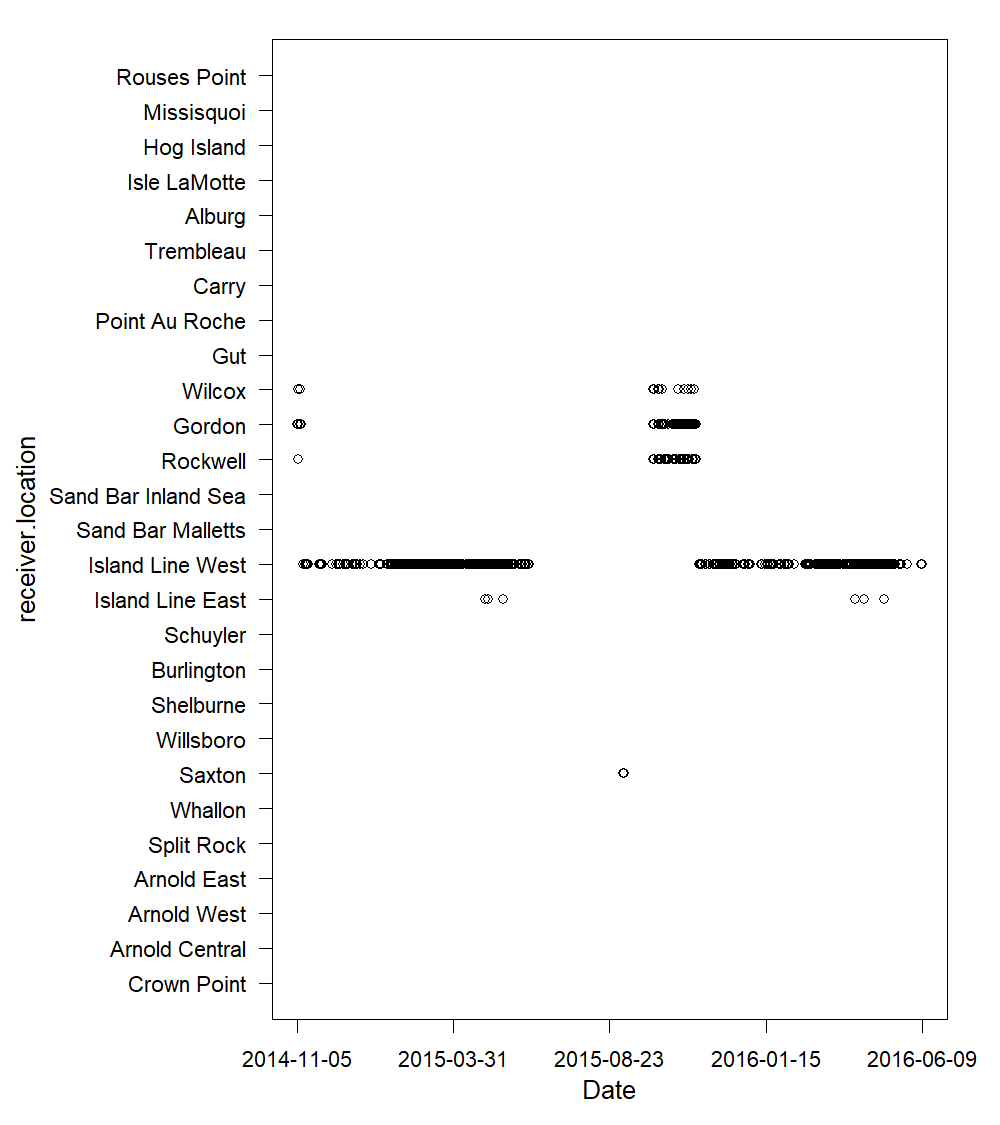 Rouses Point
Missisquoi
Hog Island
Isle LaMotte
Alburg
Trembleau
Carry
Point Au Roche
Gut
Wilcox
Gordon
Rockwell
Sand Bar Inland Sea
Sand Bar Malletts
Island Line West
Island Line East
Schuyler
Burlington
Shelburne
Willsboro
Saxton
Whallon
Split Rock
Arnold East
Arnold West
Arnold Central
Crown Point
receiver.location
2014-11-05 2015-03-31 2015-08-23 2016-01-15 2016-06-09
Date